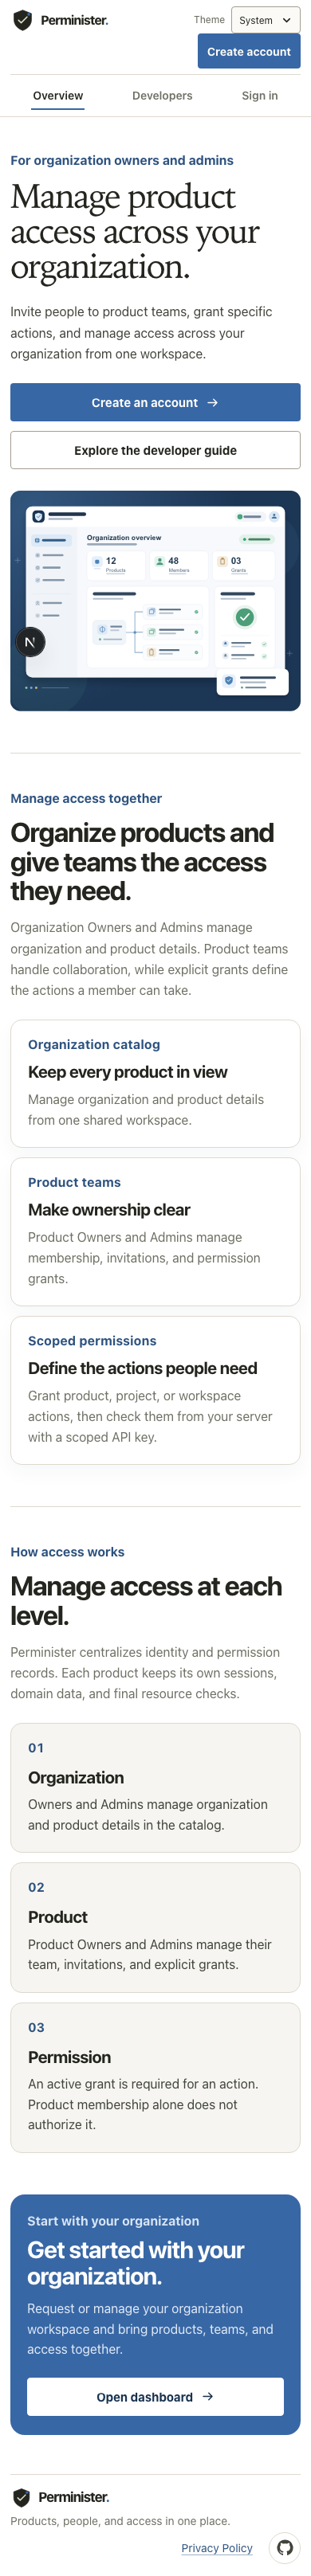 Perminister.
Theme
System
Create account
Overview
Developers
Sign in
For organization owners and admins
Manage product
access across your
organization.
Invite people to product teams, grant specific
actions, and manage access across your
organization from one workspace.
Create an account →
Explore the developer guide
Organization overview
12
Products
48
Members
03
Grants
N
Manage access together
Organize products and
give teams the access
they need.
Organization Owners and Admins manage
organization and product details. Product teams
handle collaboration, while explicit grants define
the actions a member can take.
Organization catalog
Keep every product in view
Manage organization and product details
from one shared workspace.
Product teams
Make ownership clear
Product Owners and Admins manage
membership, invitations, and permission
grants.
Scoped permissions
Define the actions people need
Grant product, project, or workspace
actions, then check them from your server
with a scoped API key.
How access works
Manage access at each
level.
Perminister centralizes identity and permission
records. Each product keeps its own sessions,
domain data, and final resource checks.
01
Organization
Owners and Admins manage organization
and product details in the catalog.
02
Product
Product Owners and Admins manage their
team, invitations, and explicit grants.
03
Permission
An active grant is required for an action.
Product membership alone does not
authorize it.
Start with your organization
Get started with your
organization.
Request or manage your organization
workspace and bring products, teams, and
access together.
Open dashboard →
Perminister.
Products, people, and access in one place.
Privacy Policy